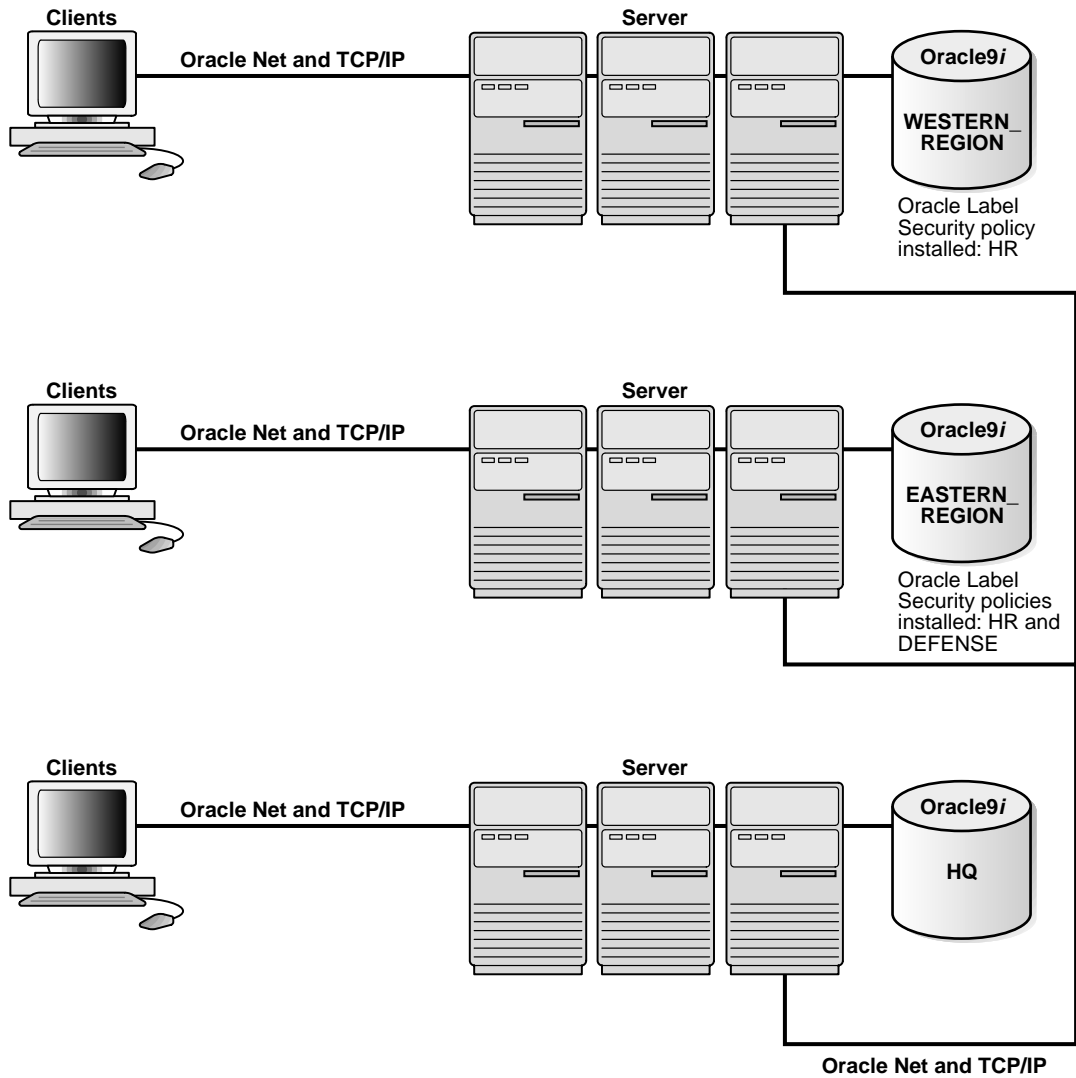 Clients
Server
Oracle Net and TCP/IP
Oracle9i
WESTERN_
REGION
Oracle Label
Security policy
installed: HR
Clients
Server
Oracle Net and TCP/IP
Oracle9i
EASTERN_
REGION
Oracle Label
Security policies
installed: HR and
DEFENSE
Clients
Server
Oracle Net and TCP/IP
Oracle9i
HQ
Oracle Net and TCP/IP